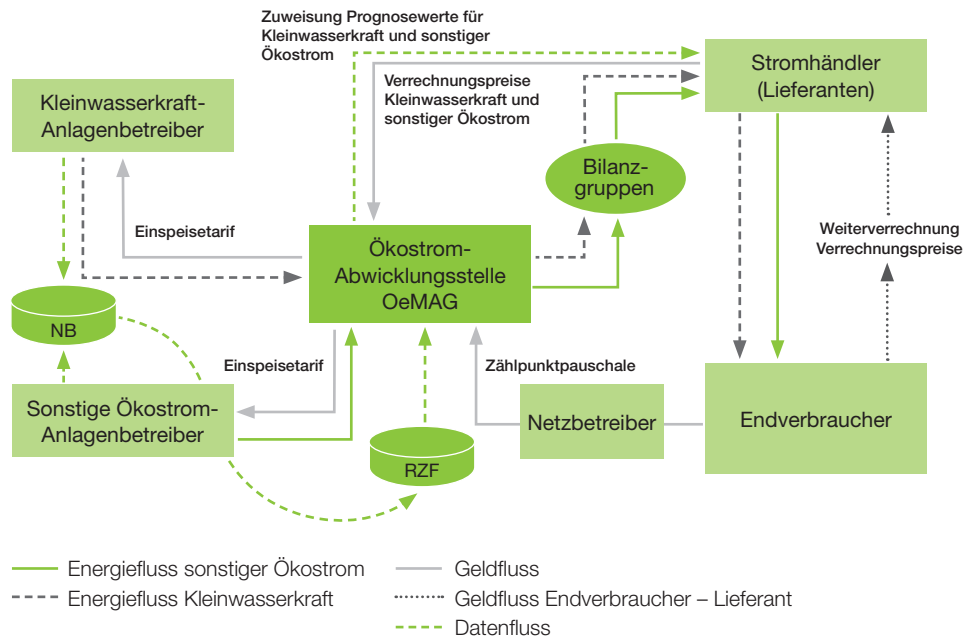 Zuweisung Prognosewerte für
Kleinwasserkraft und sonstiger
Ökostrom
Stromhändler
(Lieferanten)
Verrechnungspreise
Kleinwasserkraft und
sonstiger Ökostrom
Kleinwasserkraft-
Anlagenbetreiber
Bilanz-
gruppen
Einspeisetarif
Weiterverrechnung
Verrechnungspreise
Ökostrom-
Abwicklungsstelle
OeMAG
NB
Einspeisetarif
Zählpunktpauschale
Sonstige Ökostrom-
Anlagenbetreiber
Netzbetreiber
Endverbraucher
RZF
Energiefluss sonstiger Ökostrom
Energiefluss Kleinwasserkraft
Geldfluss
Geldfluss Endverbraucher – Lieferant
Datenfluss